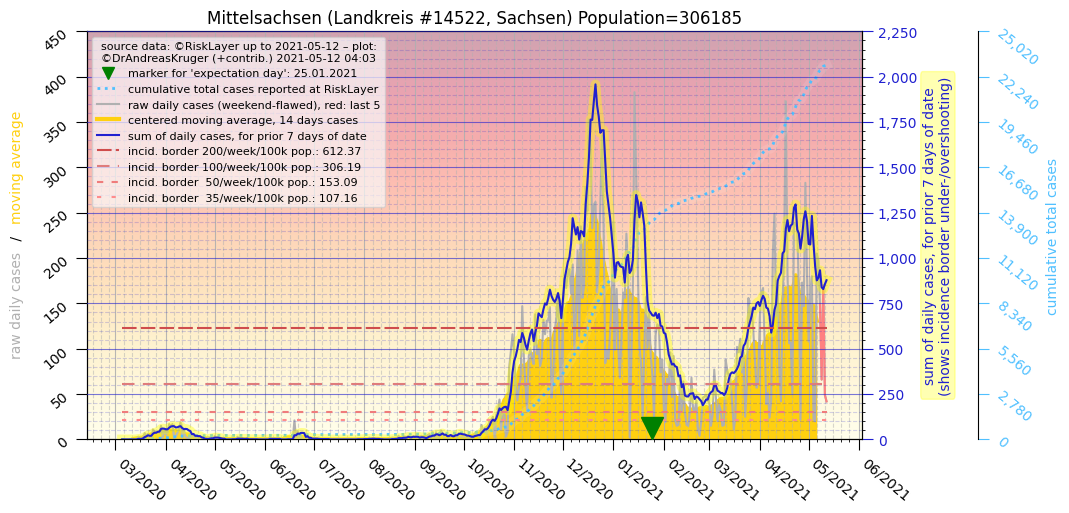 Mittelsachsen (Landkreis #14522, Sachsen) Population=306185
source data: ©RiskLayer up to 2021-05-12 – plot:
©DrAndreasKruger (+contrib.) 2021-05-12 04:03
marker for 'expectation day': 25.01.2021
cumulative total cases reported at RiskLayer
raw daily cases (weekend-flawed), red: last 5
centered moving average, 14 days cases
sum of daily cases, for prior 7 days of date
incid. border 200/week/100k pop.: 612.37
incid. border 100/week/100k pop.: 306.19
incid. border  50/week/100k pop.: 153.09
incid. border  35/week/100k pop.: 107.16
raw daily cases / moving average
450
400
350
300
250
200
150
100
50
0
2,250
2,000
1,750
1,500
1,250
1,000
750
500
250
0
sum of daily cases, for prior 7 days of date
(shows incidence border under-/overshooting)
25,020
22,240
19,460
16,680
13,900
11,120
8,340
5,560
2,780
0
cumulative total cases
03/2020
04/2020
05/2020
06/2020
07/2020
08/2020
09/2020
10/2020
11/2020
12/2020
01/2021
02/2021
03/2021
04/2021
05/2021
06/2021